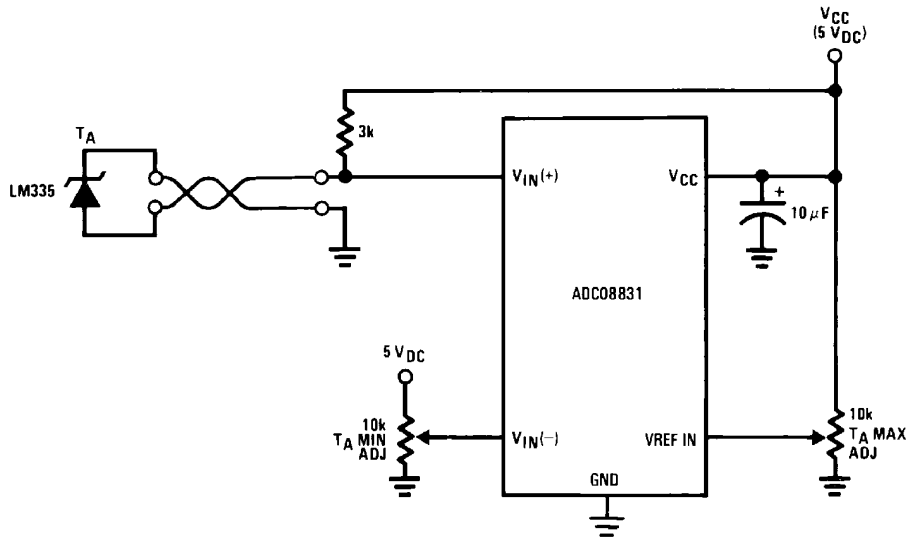 VCC
(5 VDC)
3k
TA
LM335
VIN(+)
VCC
+
10 μF
ADC08831
5 VDC
10k
TA MIN
ADJ
VIN(−)
VREF IN
10k
TA MAX
ADJ
GND